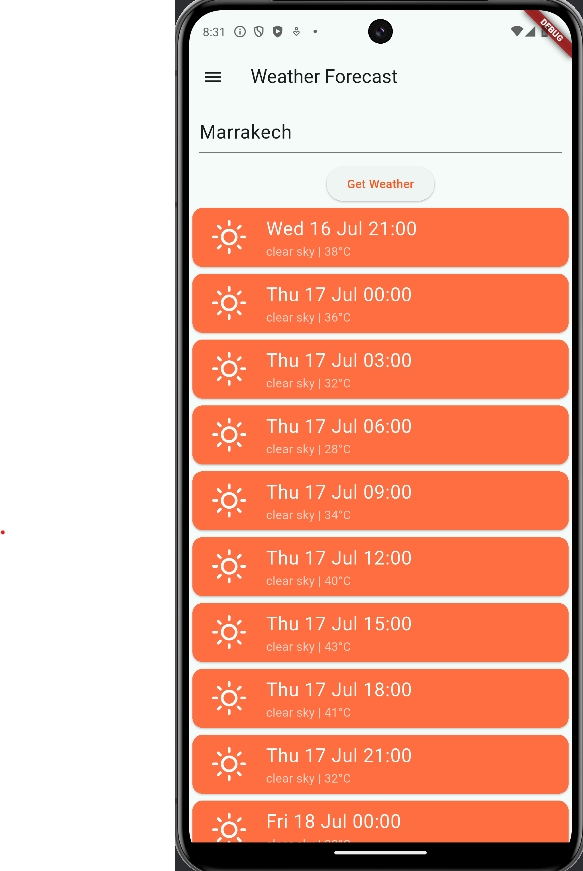 8:31
DEBUG
Weather Forecast
Marrakech
Get Weather
Wed 16 Jul 21:00
clear sky | 38°C
Thu 17 Jul 00:00
clear sky | 36°C
Thu 17 Jul 03:00
clear sky | 32°C
Thu 17 Jul 06:00
clear sky | 28°C
Thu 17 Jul 09:00
clear sky | 34°C
Thu 17 Jul 12:00
clear sky | 40°C
Thu 17 Jul 15:00
clear sky | 43°C
Thu 17 Jul 18:00
clear sky | 41°C
Thu 17 Jul 21:00
clear sky | 32°C
Fri 18 Jul 00:00